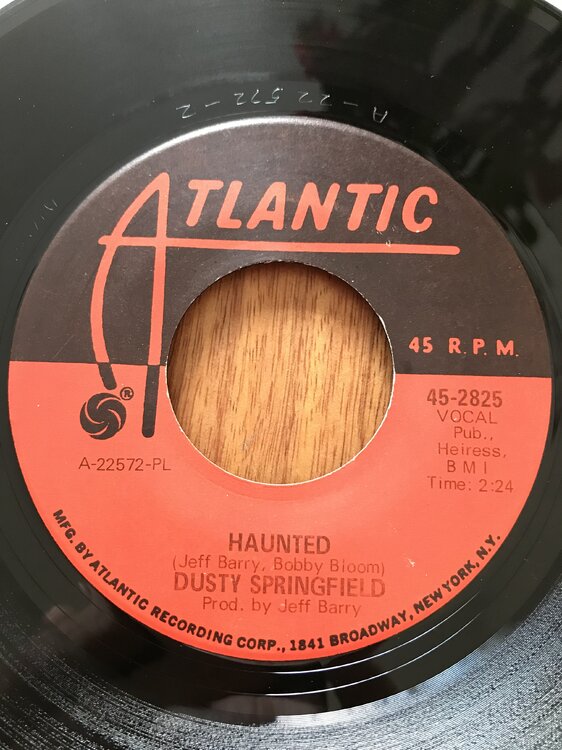 A-22572-2
ATLANTIC
45 R.P.M.
®
A-22572-PL
45-2825
VOCAL
Pub.,
Heiress,
BMI
Time: 2:24
HAUNTED
(Jeff Barry, Bobby Bloom)
DUSTY SPRINGFIELD
Prod. by Jeff Barry
MFG. BY ATLANTIC RECORDING CORP., 1841 BROADWAY, NEW YORK, N.Y.